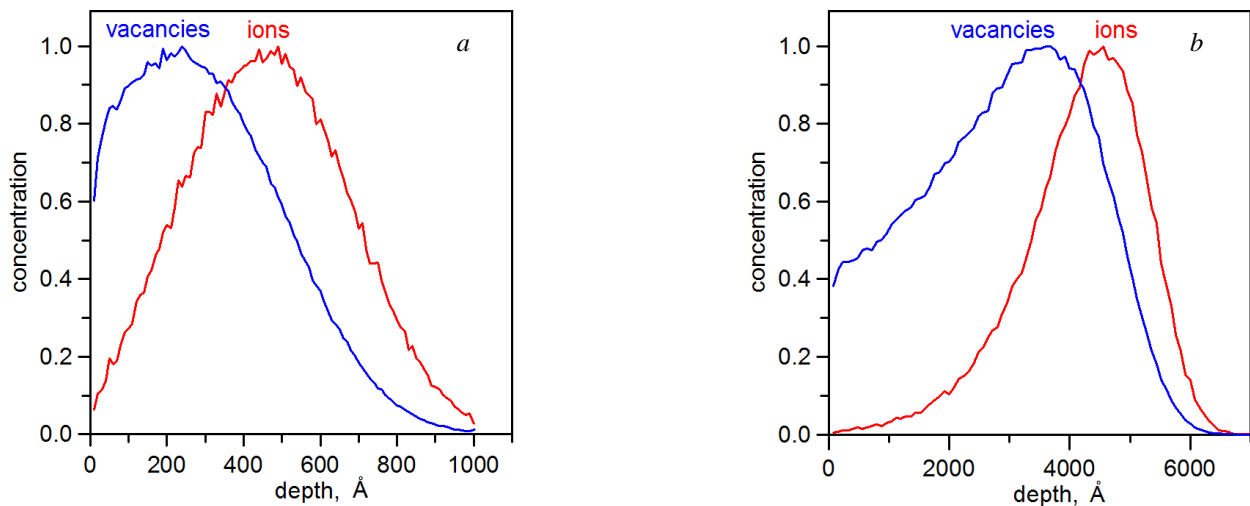 vacancies ions a
1.0
0.8
0.6
0.4
0.2
0.0
concentration
0 200 400 600 800 1000
depth, Å
vacancies ions b
1.0
0.8
0.6
0.4
0.2
0.0
concentration
0 2000 4000 6000
depth, Å